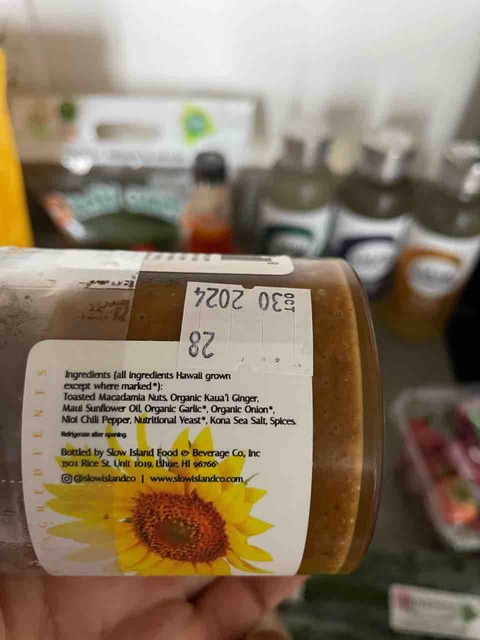 OCT
030 2024
28
INGREDIENTS
Ingredients (all ingredients Hawaii grown
except where marked*):
Toasted Macadamia Nuts, Organic Kaua'i Ginger,
Maui Sunflower Oil, Organic Garlic*, Organic Onion*,
Nioi Chili Pepper, Nutritional Yeast*, Kona Sea Salt, Spices.
Refrigerate after opening.
Bottled by Slow Island Food & Beverage Co, Inc
3501 Rice St. Unit 1019, Lihue, HI 96766
@slowislandco | www.slowislandco.com